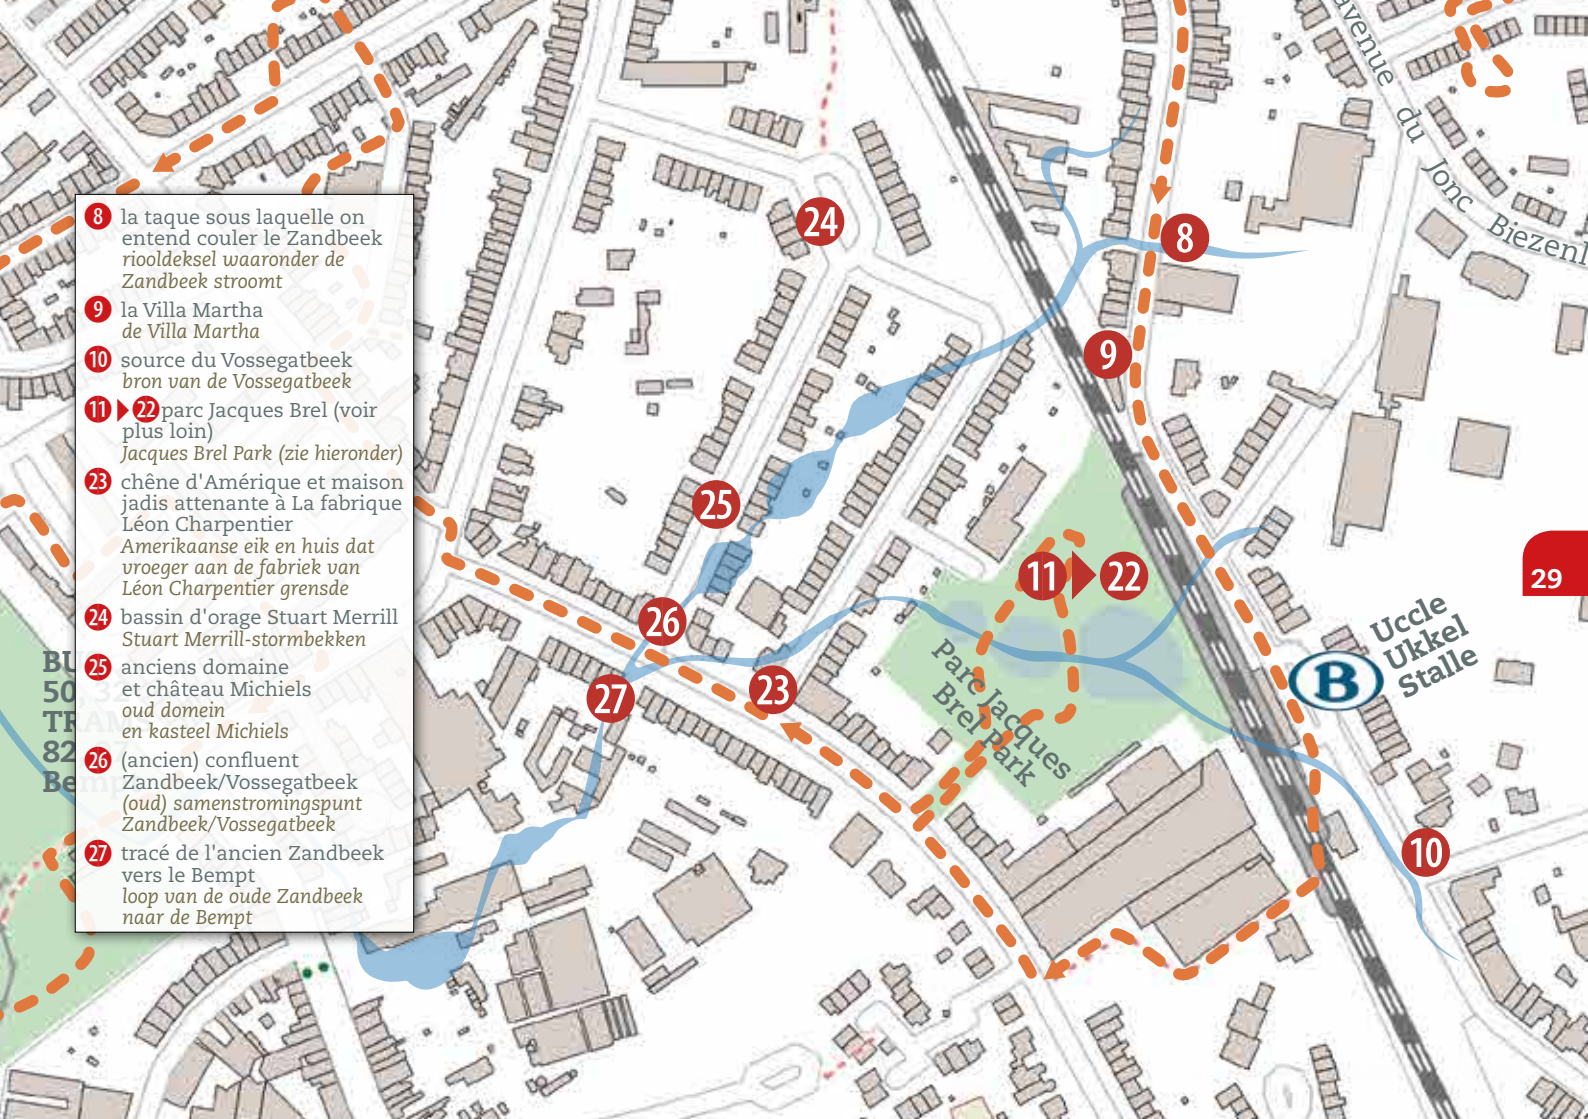 8 la taque sous laquelle on
entend couler le Zandbeek
riooldeksel waaronder de
Zandbeek stroomt
9 la Villa Martha
de Villa Martha
10 source du Vossegatbeek
bron van de Vossegatbeek
11 22 parc Jacques Brel (voir
plus loin)
Jacques Brel Park (zie hieronder)
23 chêne d'Amérique et maison
jadis attenante à La fabrique
Léon Charpentier
Amerikaanse eik en huis dat
vroeger aan de fabriek van
Léon Charpentier grensde
24 bassin d'orage Stuart Merrill
Stuart Merrill-stormbekken
25 anciens domaine
et château Michiels
oud domein
en kasteel Michiels
26 (ancien) confluent
Zandbeek/Vossegatbeek
(oud) samenstromingspunt
Zandbeek/Vossegatbeek
27 tracé de l'ancien Zandbeek
vers le Bempt
loop van de oude Zandbeek
naar de Bempt
avenue du Jonc
Biezenl
24
8
9
25
11 22
26
27
23
10
Parc Jacques
Brel Park
B
Uccle
Ukkel
Stalle
29
BU
50
TRAM
82
Bem